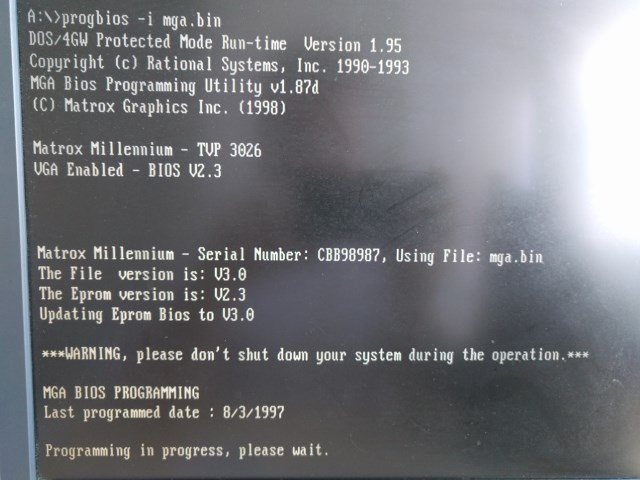 A:\>progbios -i mga.bin
DOS/4GW Protected Mode Run-time  Version 1.95
Copyright (c) Rational Systems, Inc. 1990-1993
MGA Bios Programming Utility v1.87d
(C) Matrox Graphics Inc. (1998)
Matrox Millennium - TVP 3026
VGA Enabled - BIOS V2.3
Matrox Millennium - Serial Number: CBB98987, Using File: mga.bin
The File  version is: V3.0
The Eprom version is: V2.3
Updating Eprom Bios to V3.0
***WARNING, please don't shut down your system during the operation.***
MGA BIOS PROGRAMMING
Last programmed date : 8/3/1997
Programming in progress, please wait.